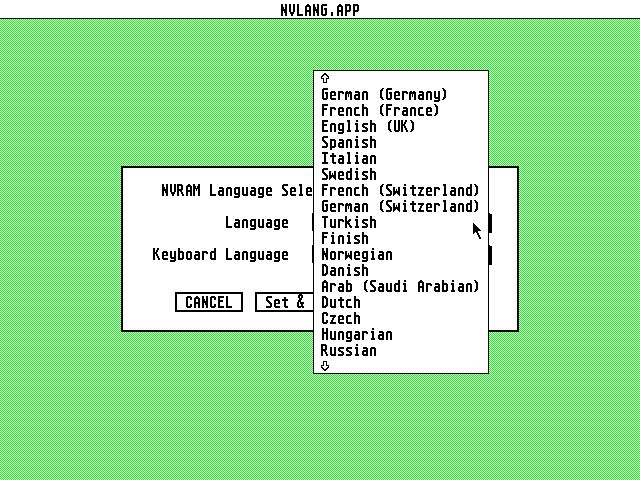 NVLANG.APP
NVRAM Language Sele
Language
Keyboard Language
CANCEL
Set &
⇧
German (Germany)
French (France)
English (UK)
Spanish
Italian
Swedish
French (Switzerland)
German (Switzerland)
Turkish
Finish
Norwegian
Danish
Arab (Saudi Arabian)
Dutch
Czech
Hungarian
Russian
⇩